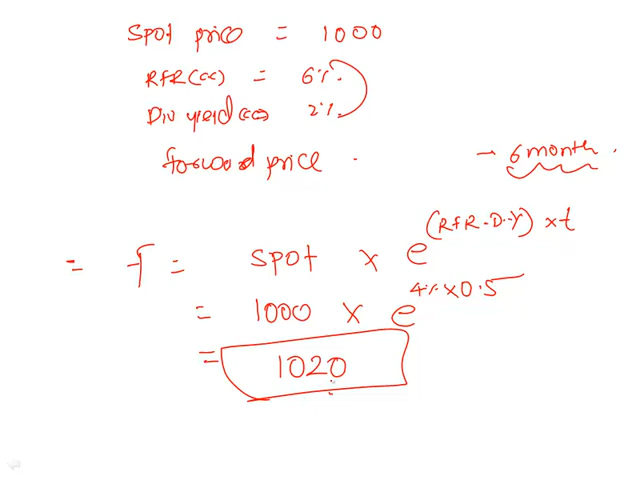 Spot price = 1000
RFR(cc) = 6%.
Div yield(cc) 2%.
forward price.
- 6 month.
= f = SPOT x e^(RFR-D.Y) x t
= 1000 x e^4% x 0.5
= 1020